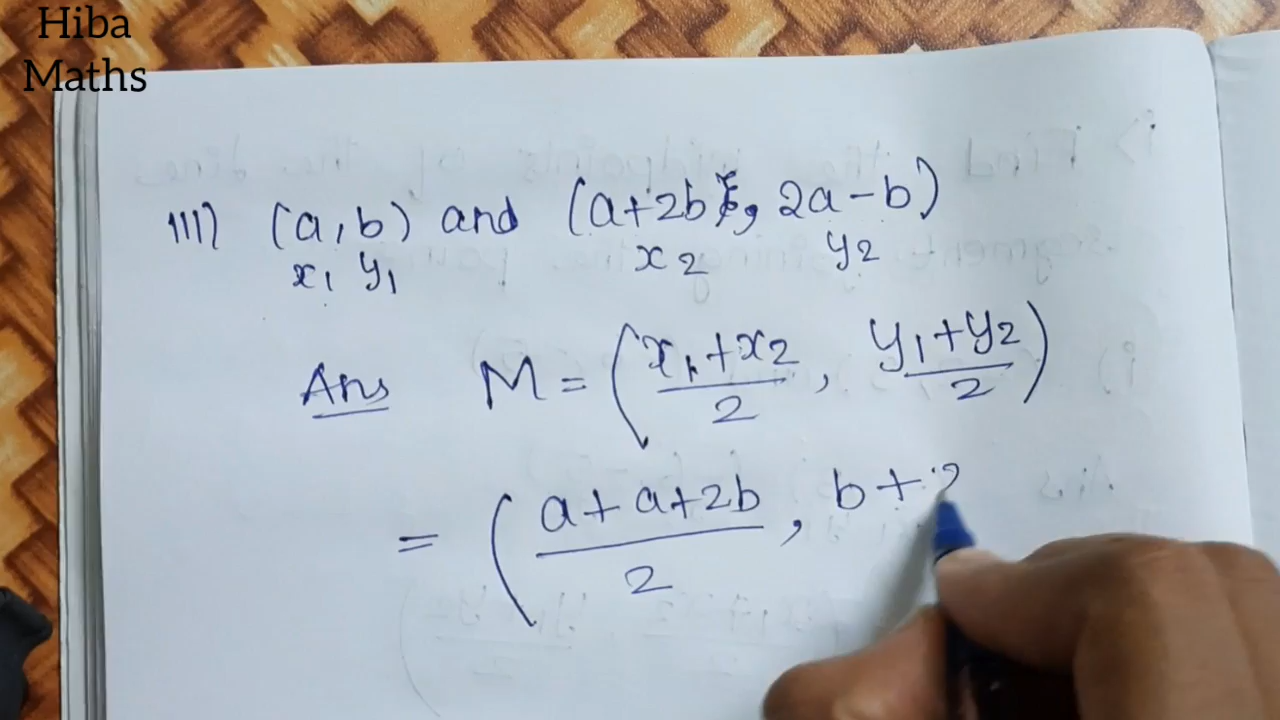 Hiba
Maths
iii) (a, b) and (a+2b, 2a-b)
x₁ y₁ x₂ y₂
Ans M = (x₁+x₂/2, y₁+y₂/2)
= (a+a+2b/2, b+2